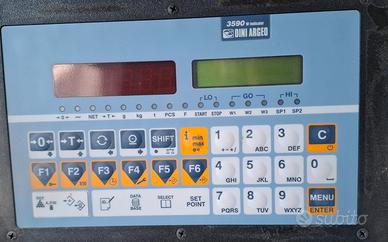 3590
DINI ARGEO
LO GO HI
NET g kg t PCS F START STOP W1 W2 W3 SP1 SP2
0 T SHIFT i min max 1 2 ABC 3 DEF C
F1 F2 F3 F4 F5 F6 4 GHI 5 JKL 6 MNO 0
DATA BASE SELECT SET POINT 7 PQRS 8 TUV 9 WXYZ MENU ENTER
subito